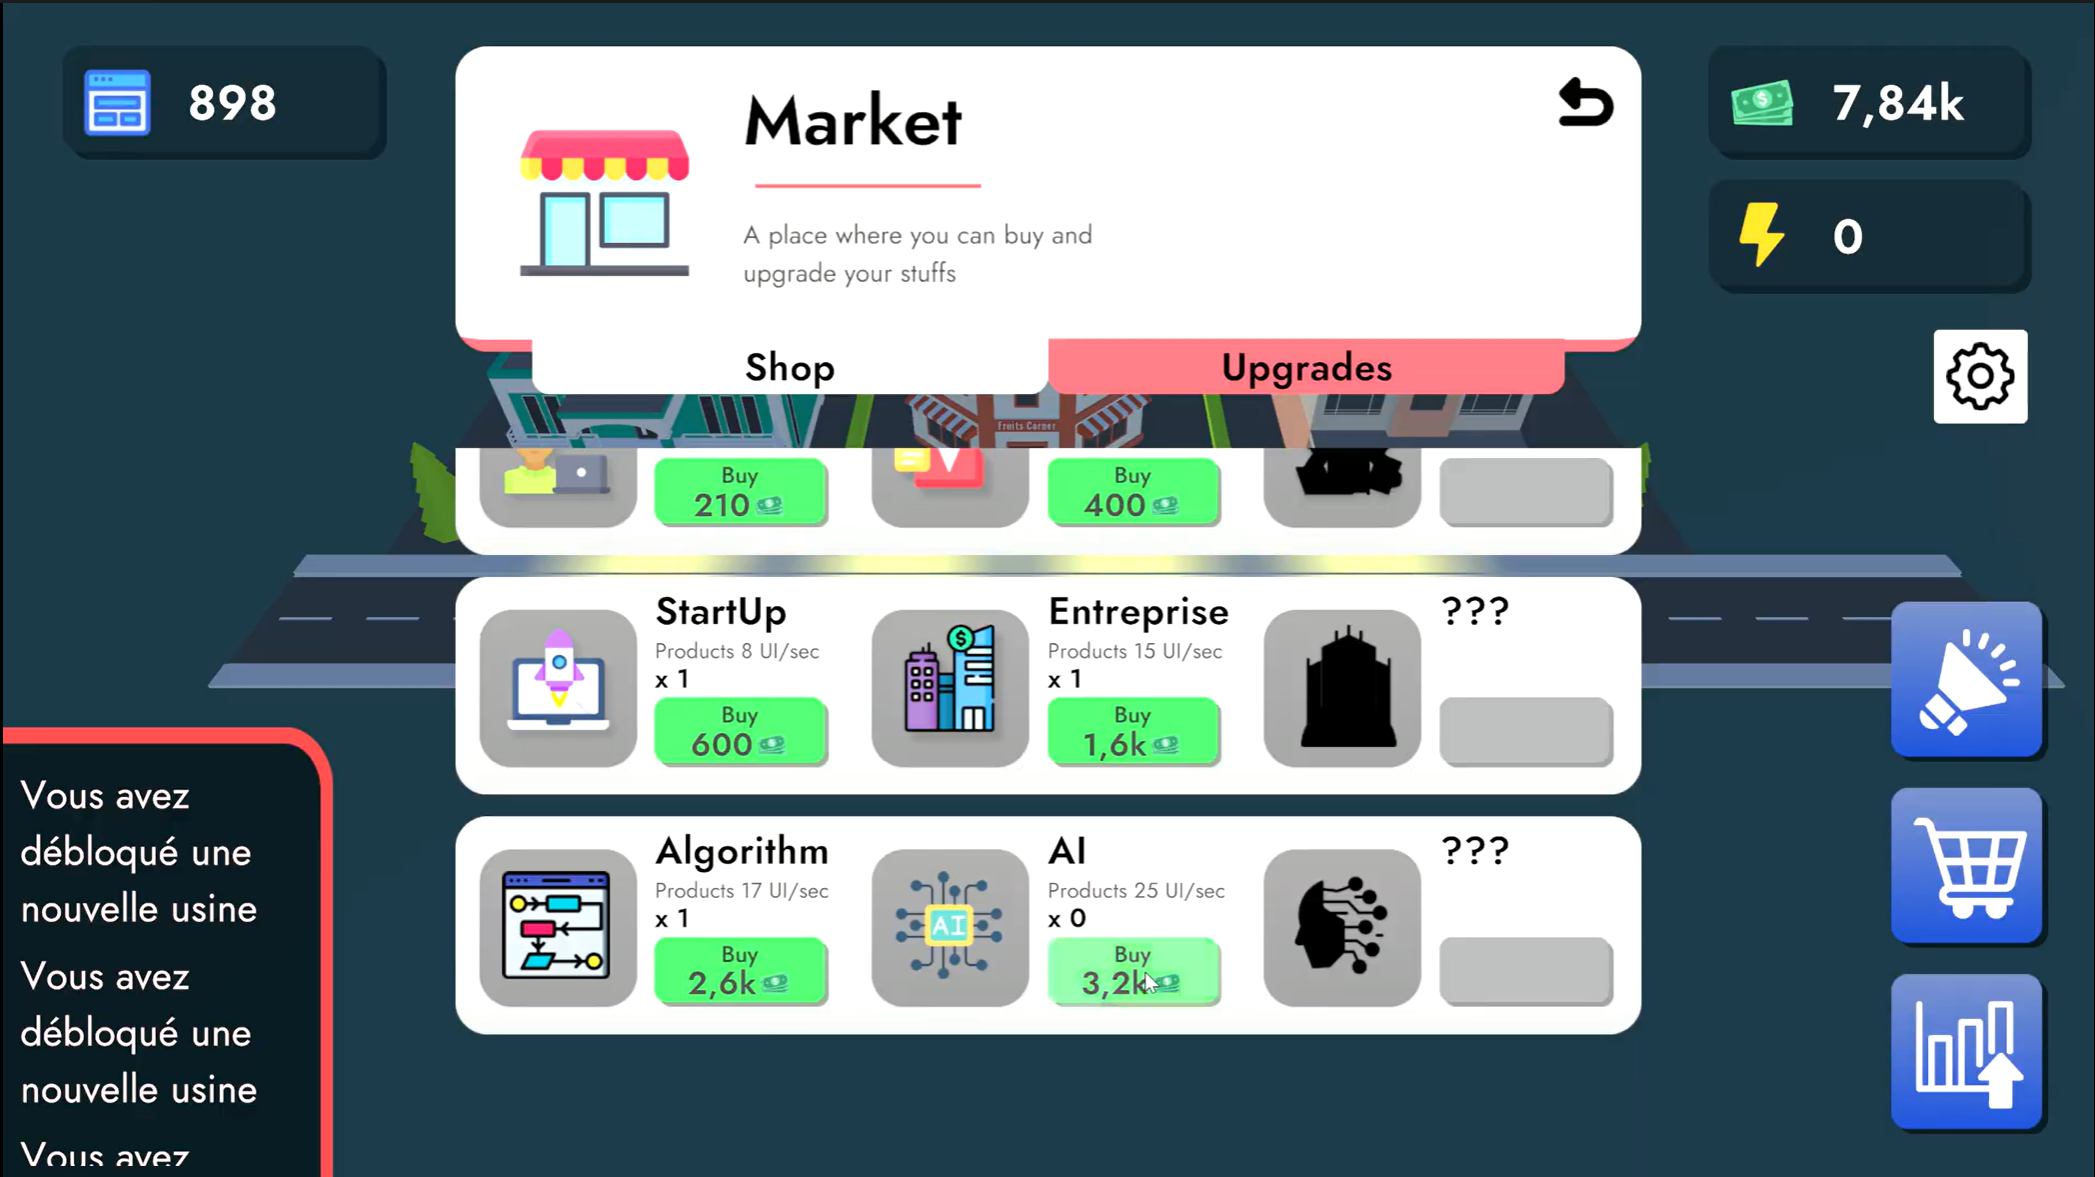 898
Market
A place where you can buy and
upgrade your stuffs
7,84k
0
Shop
Upgrades
Fruits Corner
Buy
210
Buy
400
StartUp
Products 8 UI/sec
x 1
Buy
600
Entreprise
Products 15 UI/sec
x 1
Buy
1,6k
???
Algorithm
Products 17 UI/sec
x 1
Buy
2,6k
AI
AI
Products 25 UI/sec
x 0
Buy
3,2k
???
Vous avez
débloqué une
nouvelle usine
Vous avez
débloqué une
nouvelle usine
Vous avez